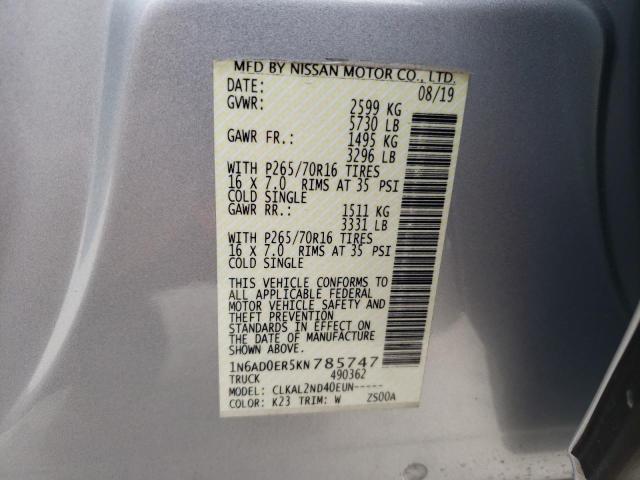 MFD BY NISSAN MOTOR CO., LTD.
DATE: 08/19
GVWR: 2599 KG
5730 LB
GAWR FR.: 1495 KG
3296 LB
WITH P265/70R16 TIRES
16 X 7.0 RIMS AT 35 PSI
COLD SINGLE
GAWR RR.: 1511 KG
3331 LB
WITH P265/70R16 TIRES
16 X 7.0 RIMS AT 35 PSI
COLD SINGLE
THIS VEHICLE CONFORMS TO
ALL APPLICABLE FEDERAL
MOTOR VEHICLE SAFETY AND
THEFT PREVENTION
STANDARDS IN EFFECT ON
THE DATE OF MANUFACTURE
SHOWN ABOVE.
1N6AD0ER5KN785747
TRUCK 490362
MODEL: CLKAL2ND40EUN-----
COLOR: K23 TRIM: W ZS00A